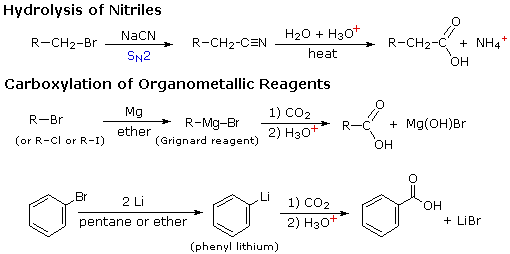 Hydrolysis of Nitriles
R–CH₂–Br NaCN S_N2 R–CH₂–C≡N H₂O + H₃O⁺ heat R–CH₂–C O OH + NH₄⁺
Carboxylation of Organometallic Reagents
R–Br Mg ether R–Mg–Br 1) CO₂ 2) H₃O⁺ R–C O OH + Mg(OH)Br
(or R–Cl or R–I) (Grignard reagent)
Br 2 Li pentane or ether Li 1) CO₂ 2) H₃O⁺ O C OH + LiBr
(phenyl lithium)